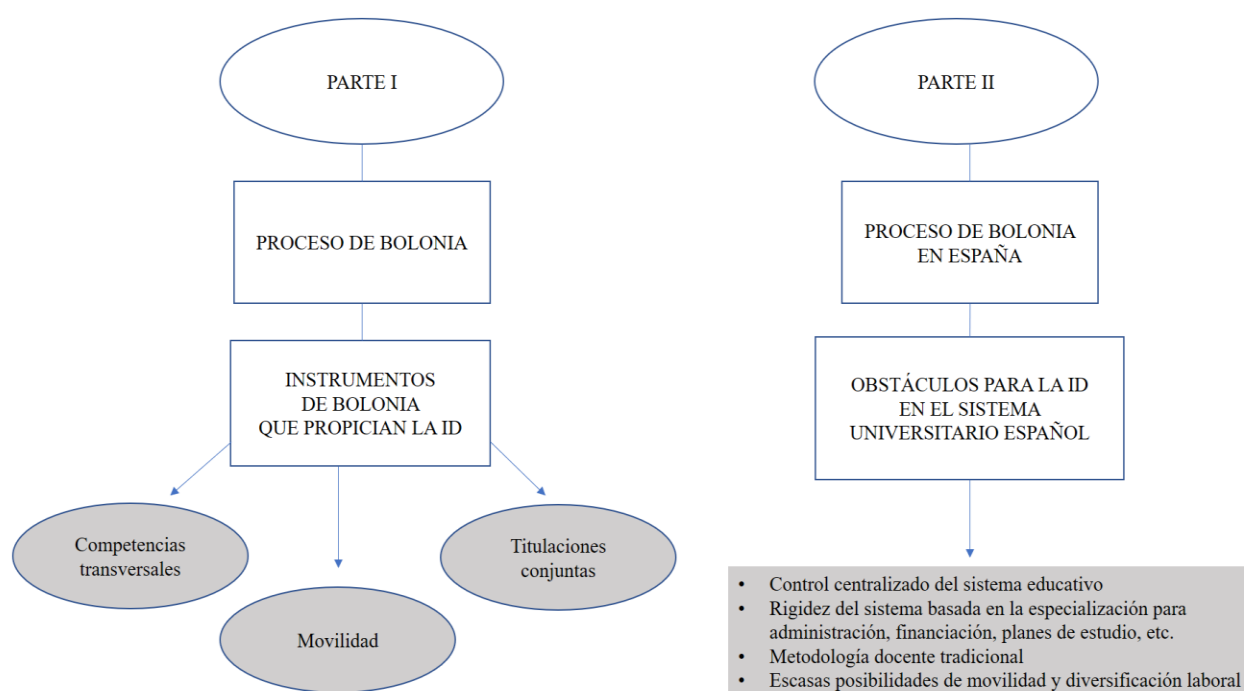 PARTE I
PROCESO DE BOLONIA
INSTRUMENTOS
DE BOLONIA
QUE PROPICIAN LA ID
Competencias
transversales
Movilidad
Titulaciones
conjuntas
PARTE II
PROCESO DE BOLONIA
EN ESPAÑA
OBSTÁCULOS PARA LA ID
EN EL SISTEMA
UNIVERSITARIO ESPAÑOL
• Control centralizado del sistema educativo
• Rigidez del sistema basada en la especialización para
administración, financiación, planes de estudio, etc.
• Metodología docente tradicional
• Escasas posibilidades de movilidad y diversificación laboral